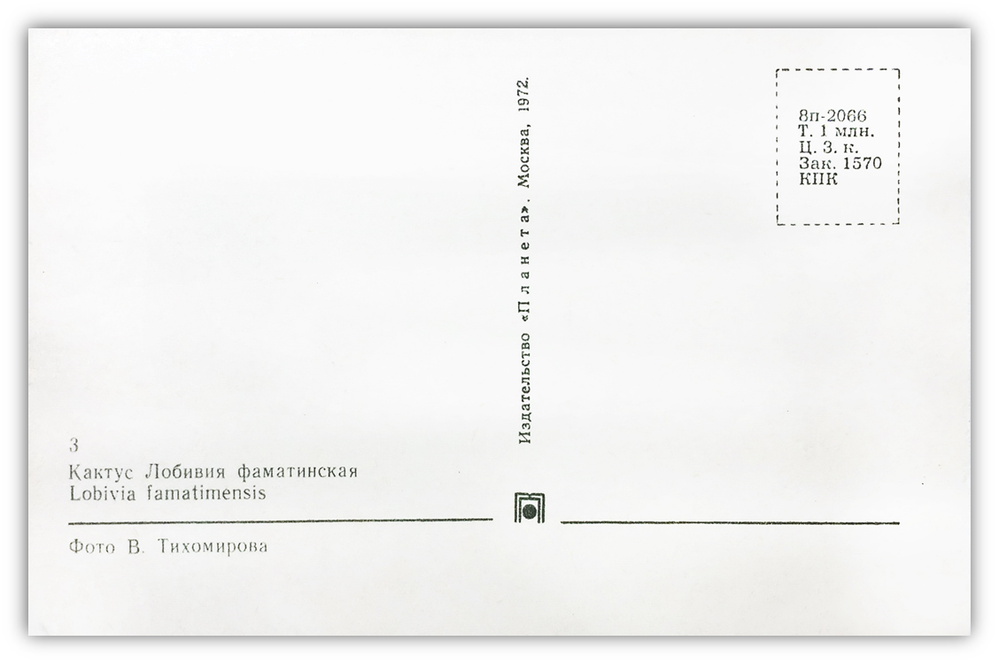 3
Кактус Лобивия фаматинская
Lobivia famatimensis
Фото В. Тихомирова
Издательство «Планета». Москва, 1972.
8п-2066
Т. 1 млн.
Ц. 3. к.
Зак. 1570
КПК